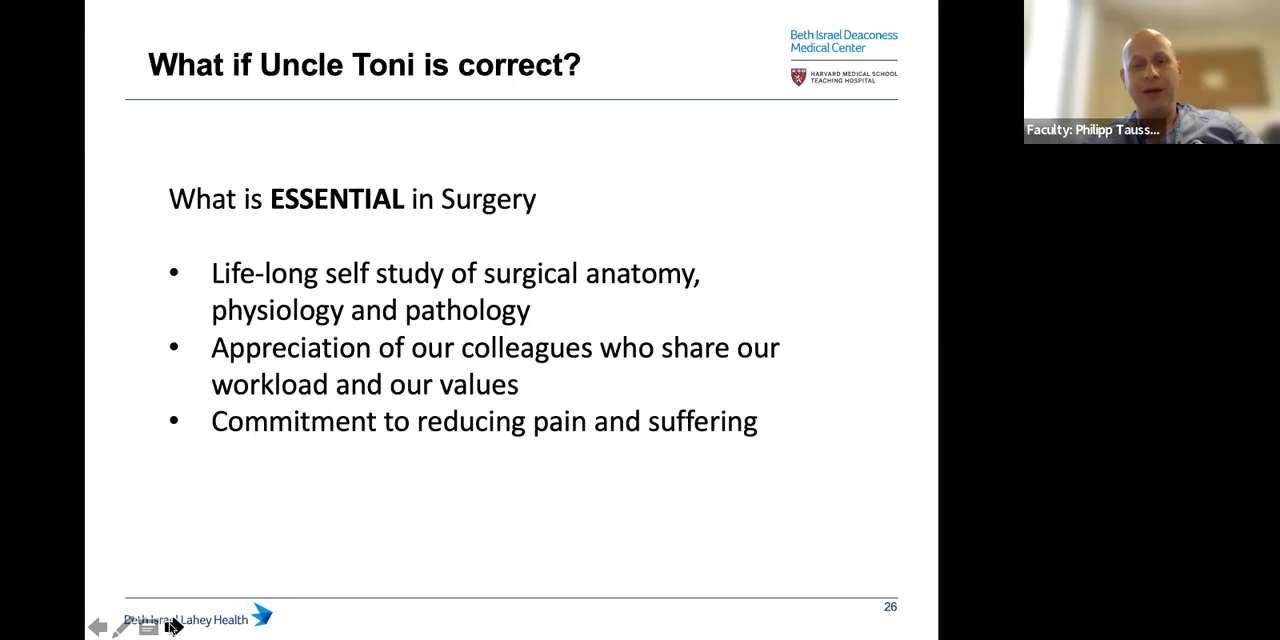 What if Uncle Toni is correct?
Beth Israel Deaconess
Medical Center
HARVARD MEDICAL SCHOOL
TEACHING HOSPITAL
Faculty: Philipp Tauss...
What is ESSENTIAL in Surgery
• Life-long self study of surgical anatomy,
physiology and pathology
• Appreciation of our colleagues who share our
workload and our values
• Commitment to reducing pain and suffering
Beth Israel Lahey Health
26